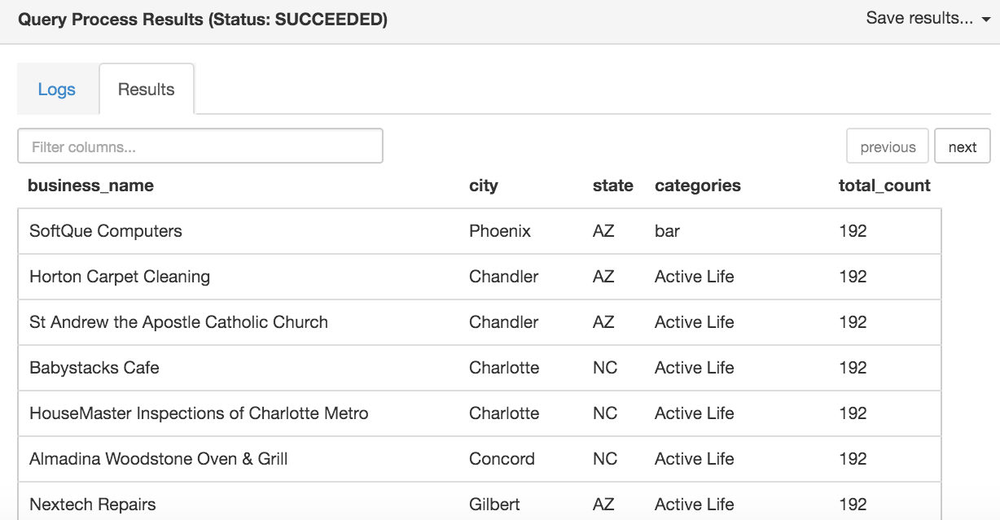 Query Process Results (Status: SUCCEEDED) Save results...
Logs Results
Filter columns... previous next
business_name city state categories total_count
SoftQue Computers Phoenix AZ bar 192
Horton Carpet Cleaning Chandler AZ Active Life 192
St Andrew the Apostle Catholic Church Chandler AZ Active Life 192
Babystacks Cafe Charlotte NC Active Life 192
HouseMaster Inspections of Charlotte Metro Charlotte NC Active Life 192
Almadina Woodstone Oven & Grill Concord NC Active Life 192
Nextech Repairs Gilbert AZ Active Life 192